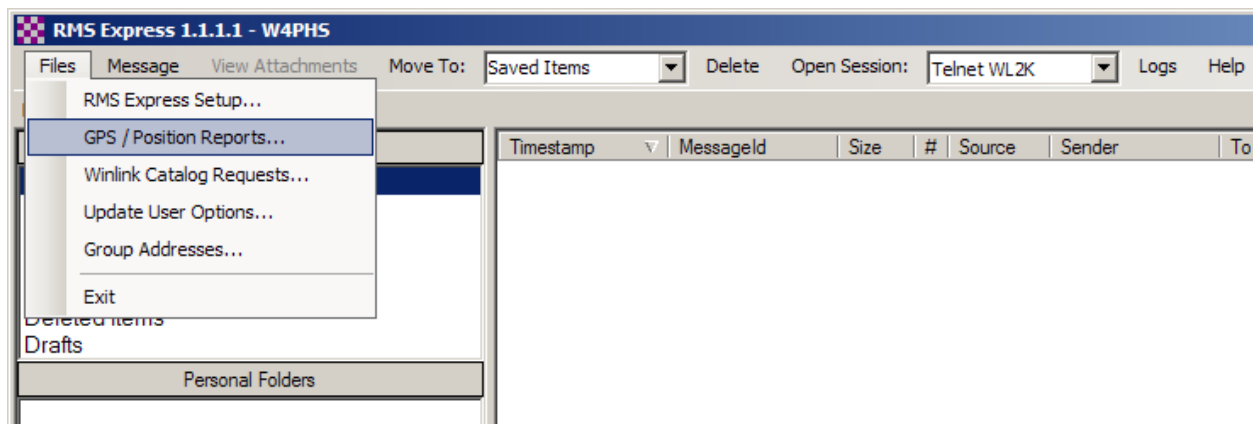 RMS Express 1.1.1.1 - W4PHS
Files Message View Attachments Move To: Saved Items Delete Open Session: Telnet WL2K Logs Help
RMS Express Setup...
GPS / Position Reports...
Winlink Catalog Requests...
Update User Options...
Group Addresses...
Exit
Timestamp MessageId Size # Source Sender To
Deleted Items
Drafts
Personal Folders